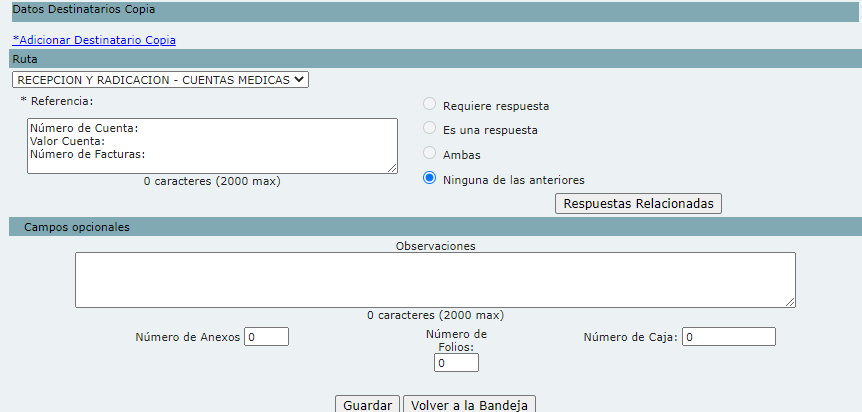 Datos Destinatarios Copia
*Adicionar Destinatario Copia
Ruta
RECEPCION Y RADICACION - CUENTAS MEDICAS
* Referencia:
Número de Cuenta:
Valor Cuenta:
Número de Facturas:
0 caracteres (2000 max)
Requiere respuesta
Es una respuesta
Ambas
Ninguna de las anteriores
Respuestas Relacionadas
Campos opcionales
Observaciones
0 caracteres (2000 max)
Número de Anexos 0
Número de
Folios:
0
Número de Caja: 0
Guardar Volver a la Bandeja